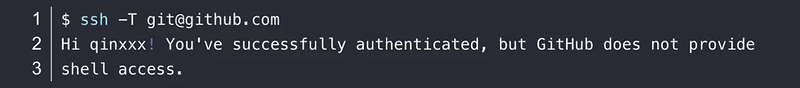 1 $ ssh -T git@github.com
2 Hi qinxxx! You've successfully authenticated, but GitHub does not provide
3 shell access.